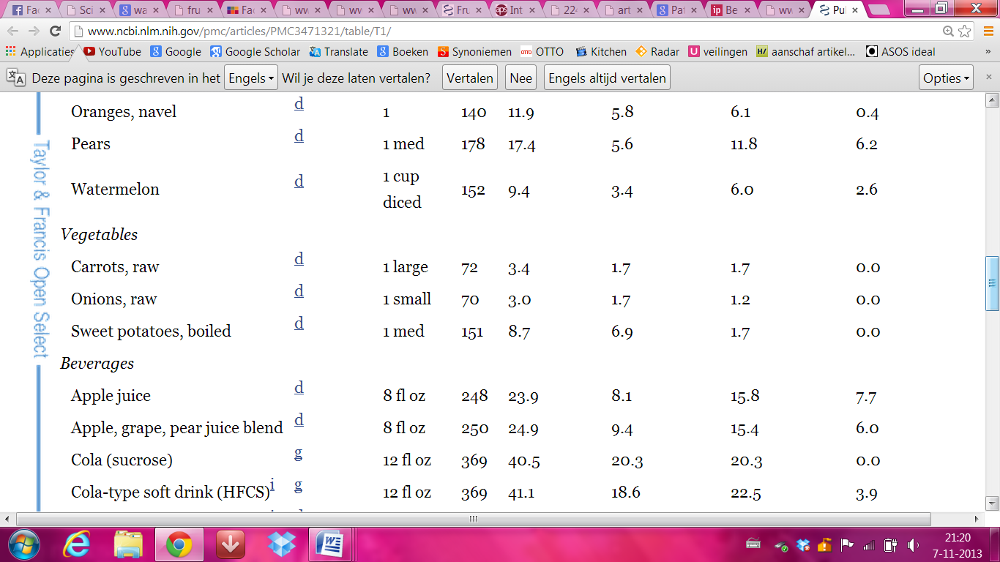 Fac
Sci
wa
fru
Fac
ww
ww
ww
Fru
Int
224
art
Pat
Be
ww
Pul
www.ncbi.nlm.nih.gov/pmc/articles/PMC3471321/table/T1/
Applicaties
YouTube
Google
Google Scholar
Translate
Boeken
Synoniemen
OTTO
Kitchen
Radar
veilingen
aanschaf artikel...
ASOS ideal
»
Deze pagina is geschreven in het Engels Wil je deze laten vertalen? Vertalen Nee Engels altijd vertalen Opties
Taylor & Francis Open Select
Oranges, navel d 1 140 11.9 5.8 6.1 0.4
Pears d 1 med 178 17.4 5.6 11.8 6.2
Watermelon d 1 cup diced 152 9.4 3.4 6.0 2.6
Vegetables
Carrots, raw d 1 large 72 3.4 1.7 1.7 0.0
Onions, raw d 1 small 70 3.0 1.7 1.2 0.0
Sweet potatoes, boiled d 1 med 151 8.7 6.9 1.7 0.0
Beverages
Apple juice d 8 fl oz 248 23.9 8.1 15.8 7.7
Apple, grape, pear juice blend d 8 fl oz 250 24.9 9.4 15.4 6.0
Cola (sucrose) g 12 fl oz 369 40.5 20.3 20.3 0.0
Cola-type soft drink (HFCS) i g 12 fl oz 369 41.1 18.6 22.5 3.9
21:20
7-11-2013